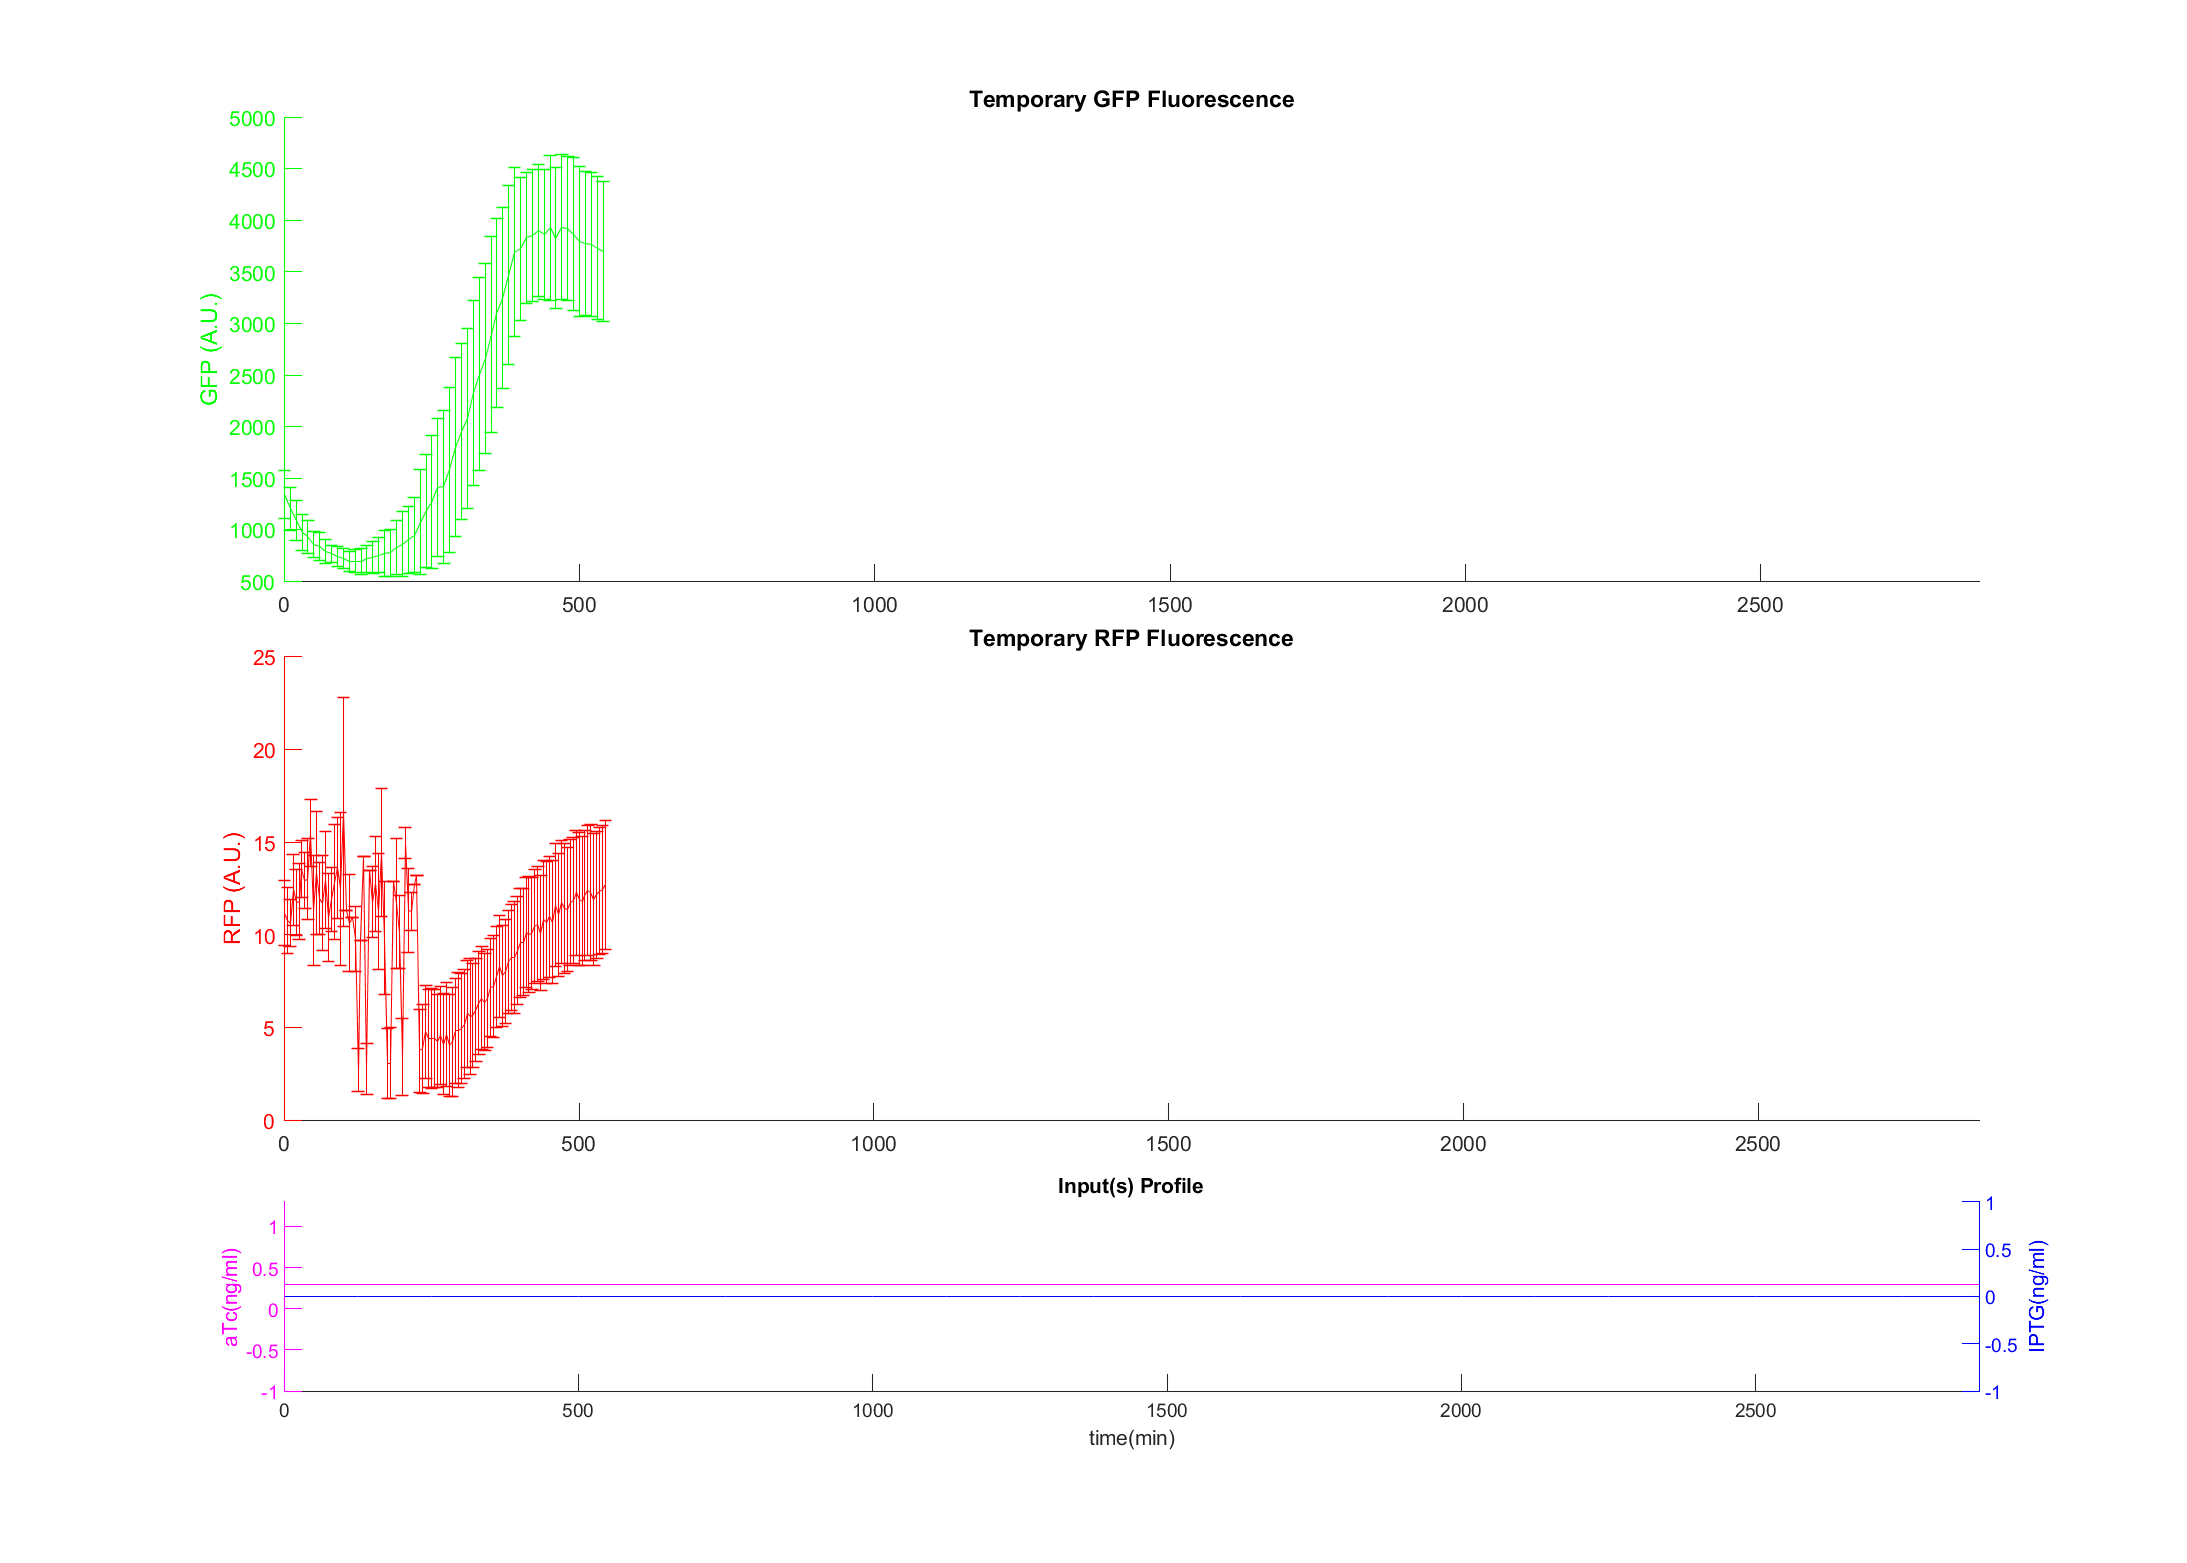 Temporary GFP Fluorescence
GFP (A.U.)
5000
4500
4000
3500
3000
2500
2000
1500
1000
500
0 500 1000 1500 2000 2500
Temporary RFP Fluorescence
RFP (A.U.)
25
20
15
10
5
0
0 500 1000 1500 2000 2500
Input(s) Profile
aTc(ng/ml)
1
0.5
0
-0.5
-1
1
0.5
0
-0.5
-1
IPTG(ng/ml)
0 500 1000 1500 2000 2500
time(min)